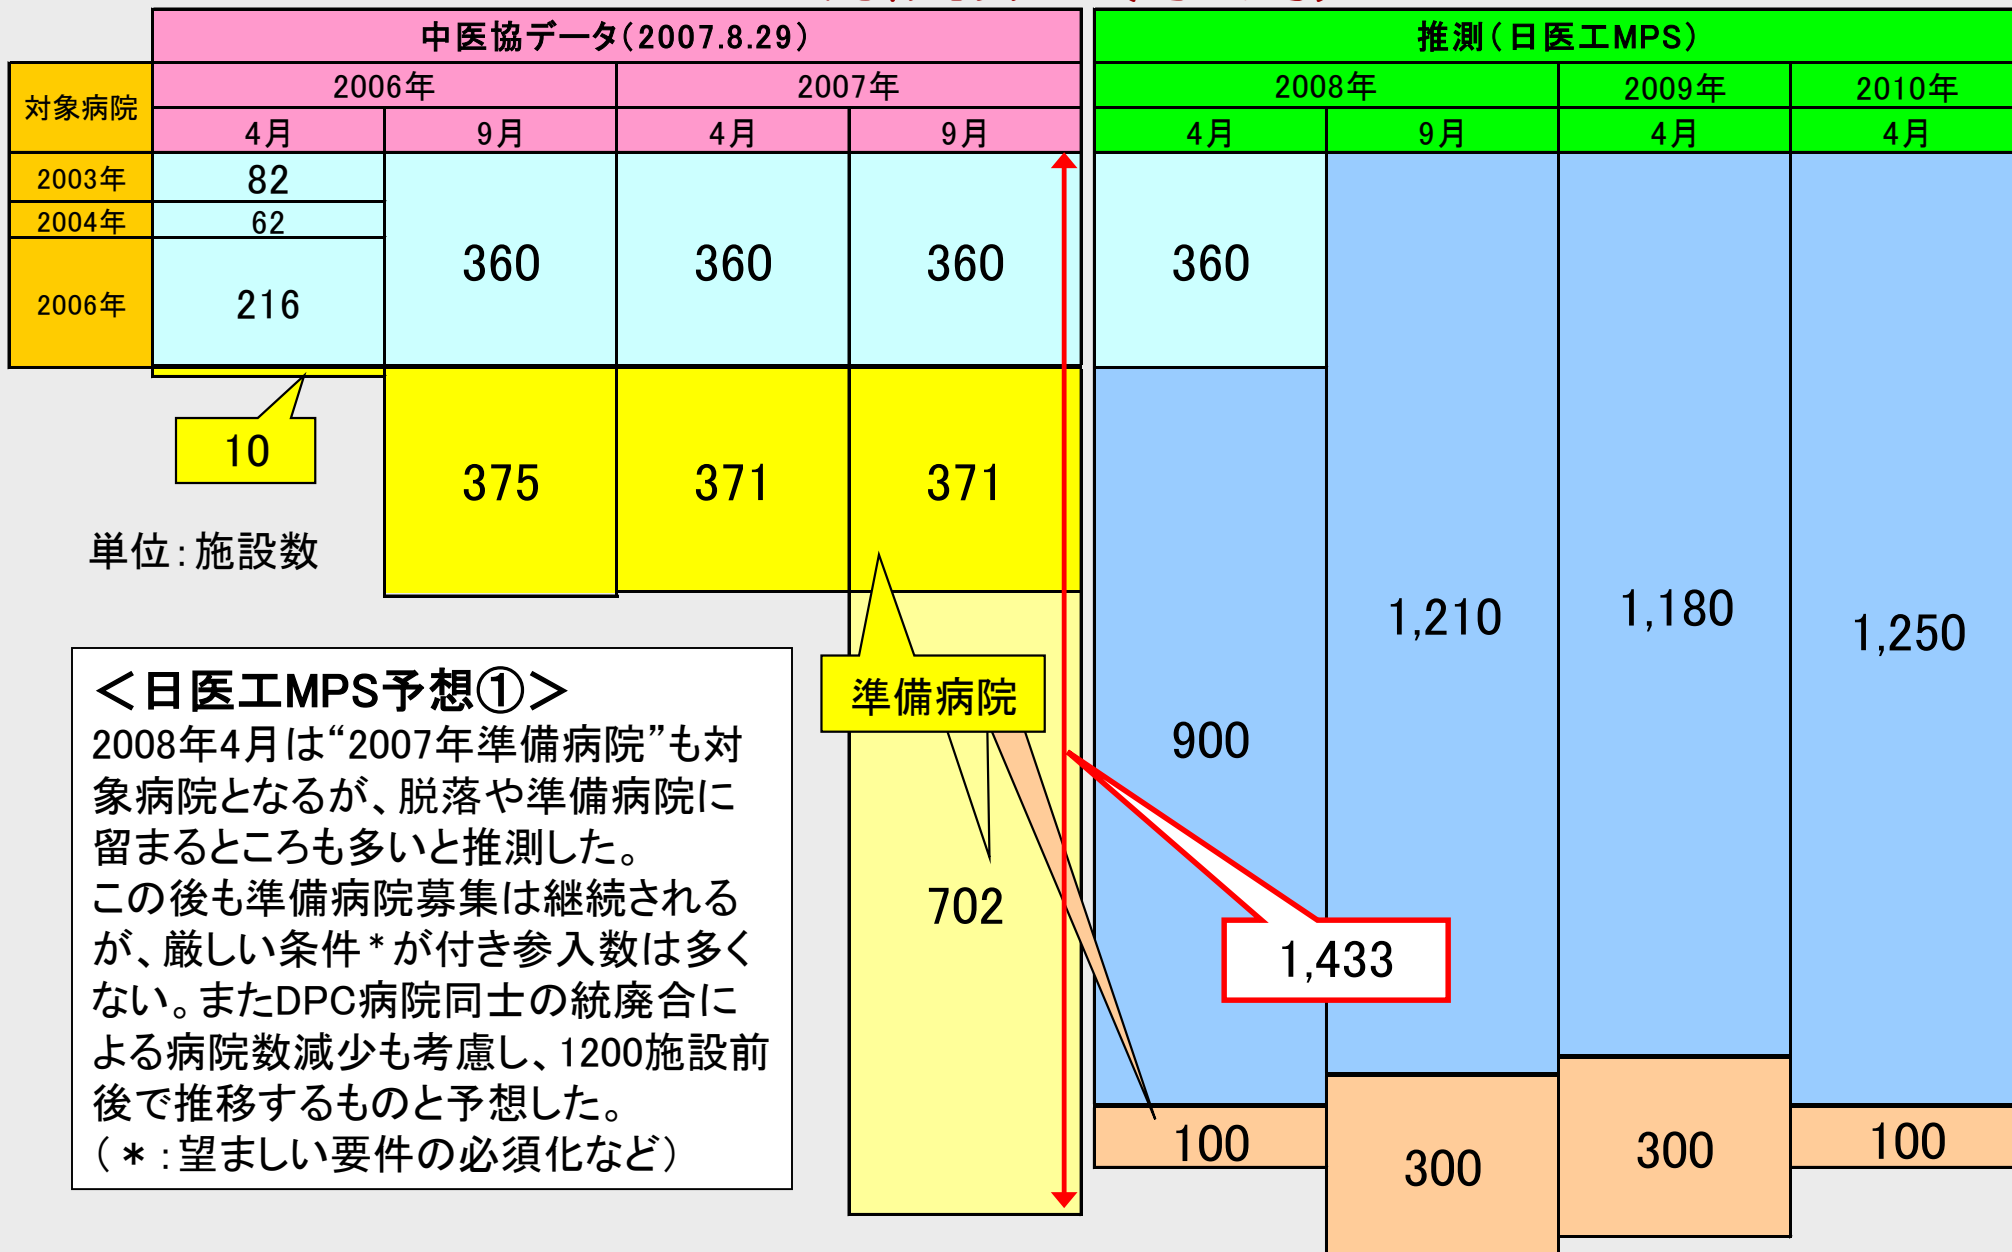 中医協データ(2007.8.29)
推測(日医工MPS)
対象病院
2006年
2007年
2008年
2009年
2010年
4月
9月
4月
9月
4月
9月
4月
4月
2003年
82
2004年
62
2006年
216
360
360
360
360
10
375
371
371
単位:施設数
1,210
1,180
1,250
準備病院
900
702
1,433
100
300
300
100
<日医工MPS予想①>
2008年4月は“2007年準備病院”も対
象病院となるが、脱落や準備病院に
留まるところも多いと推測した。
この後も準備病院募集は継続される
が、厳しい条件*が付き参入数は多く
ない。またDPC病院同士の統廃合に
よる病院数減少も考慮し、1200施設前
後で推移するものと予想した。
(*:望ましい要件の必須化など)